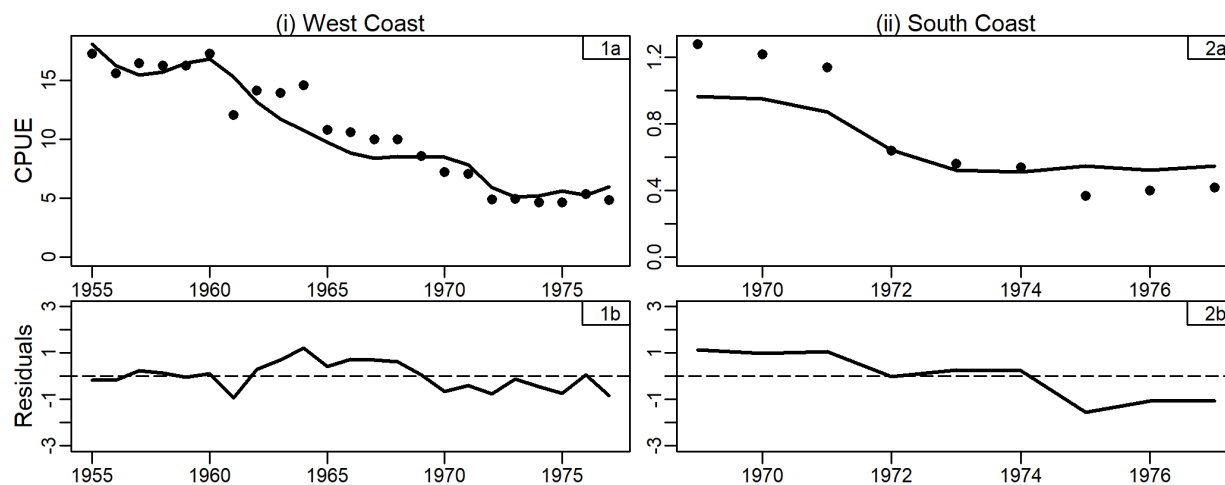 (i) West Coast
1a
CPUE
15
10
5
0
1955 1960 1965 1970 1975
(ii) South Coast
2a
1.2
0.8
0.4
0.0
1970 1972 1974 1976
1b
Residuals
3
1
-1
-3
1955 1960 1965 1970 1975
2b
3
1
-1
-3
1970 1972 1974 1976